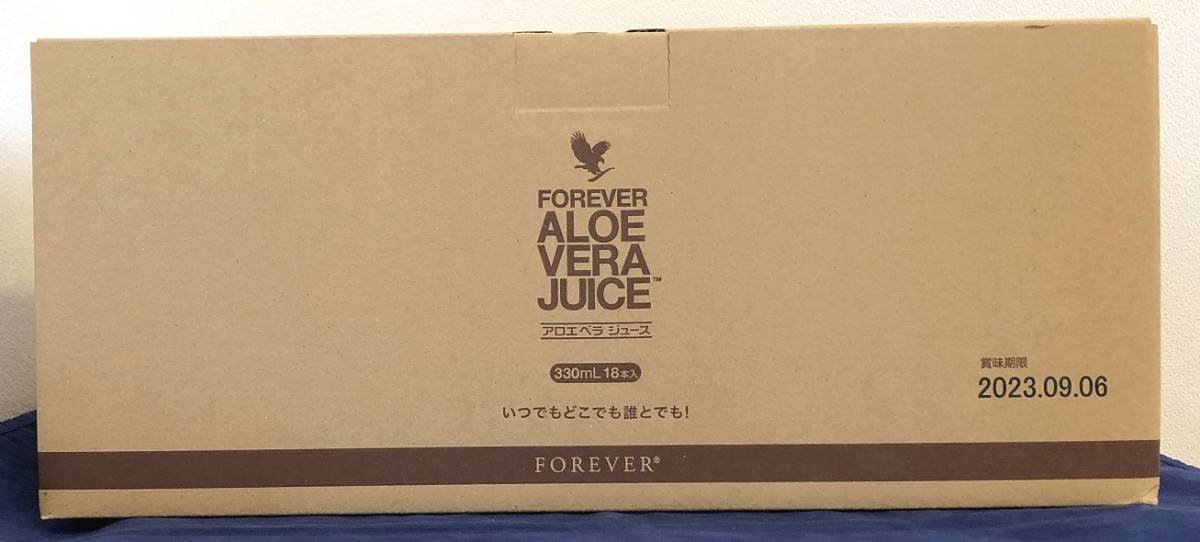 FOREVER
ALOE
VERA
JUICE™
アロエベラ ジュース
330mL 18本入
いつでもどこでも誰とでも!
賞味期限
2023.09.06
FOREVER®